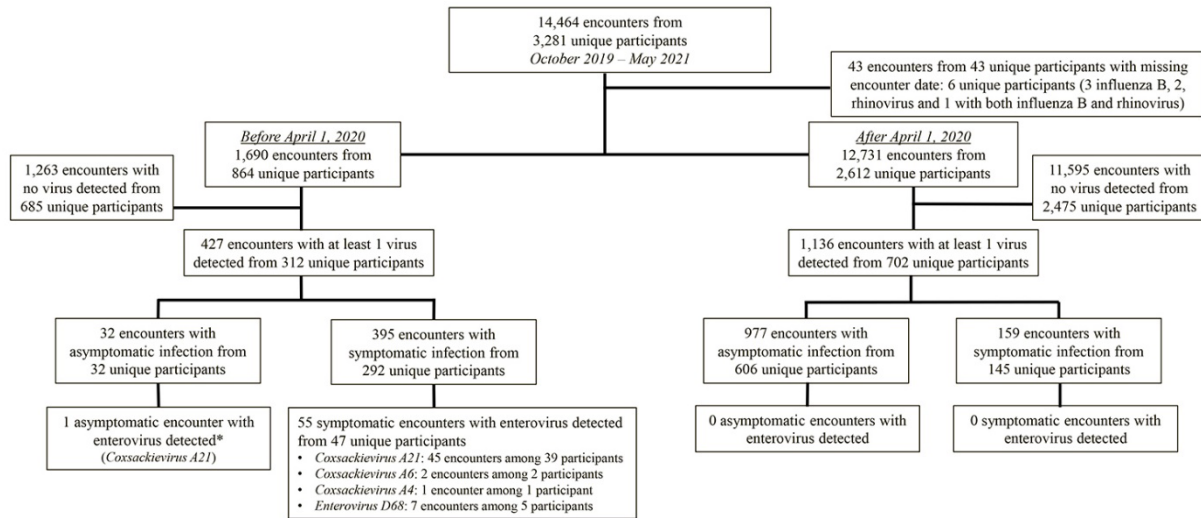 14,464 encounters from
3,281 unique participants
October 2019 – May 2021
43 encounters from 43 unique participants with missing
encounter date: 6 unique participants (3 influenza B, 2,
rhinovirus and 1 with both influenza B and rhinovirus)
Before April 1, 2020
1,690 encounters from
864 unique participants
After April 1, 2020
12,731 encounters from
2,612 unique participants
1,263 encounters with
no virus detected from
685 unique participants
11,595 encounters with
no virus detected from
2,475 unique participants
427 encounters with at least 1 virus
detected from 312 unique participants
1,136 encounters with at least 1 virus
detected from 702 unique participants
32 encounters with
asymptomatic infection from
32 unique participants
395 encounters with
symptomatic infection from
292 unique participants
977 encounters with
asymptomatic infection from
606 unique participants
159 encounters with
symptomatic infection from
145 unique participants
1 asymptomatic encounter with
enterovirus detected*
(Coxsackievirus A21)
55 symptomatic encounters with enterovirus detected
from 47 unique participants
• Coxsackievirus A21: 45 encounters among 39 participants
• Coxsackievirus A6: 2 encounters among 2 participants
• Coxsackievirus A4: 1 encounter among 1 participant
• Enterovirus D68: 7 encounters among 5 participants
0 asymptomatic encounters with
enterovirus detected
0 symptomatic encounters with
enterovirus detected